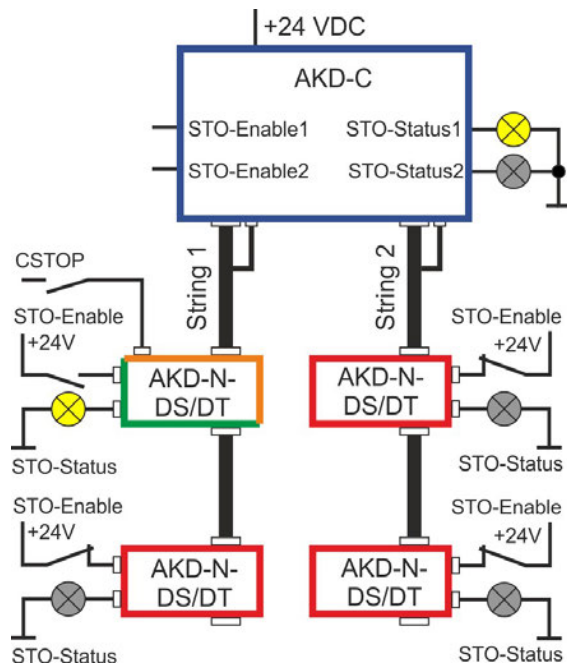 +24 VDC
AKD-C
STO-Enable1
STO-Status1
STO-Enable2
STO-Status2
CSTOP
String 1
String 2
STO-Enable
+24V
AKD-N-
DS/DT
STO-Status
AKD-N-
DS/DT
STO-Enable
+24V
STO-Status
STO-Enable
+24V
AKD-N-
DS/DT
STO-Status
AKD-N-
DS/DT
STO-Enable
+24V
STO-Status